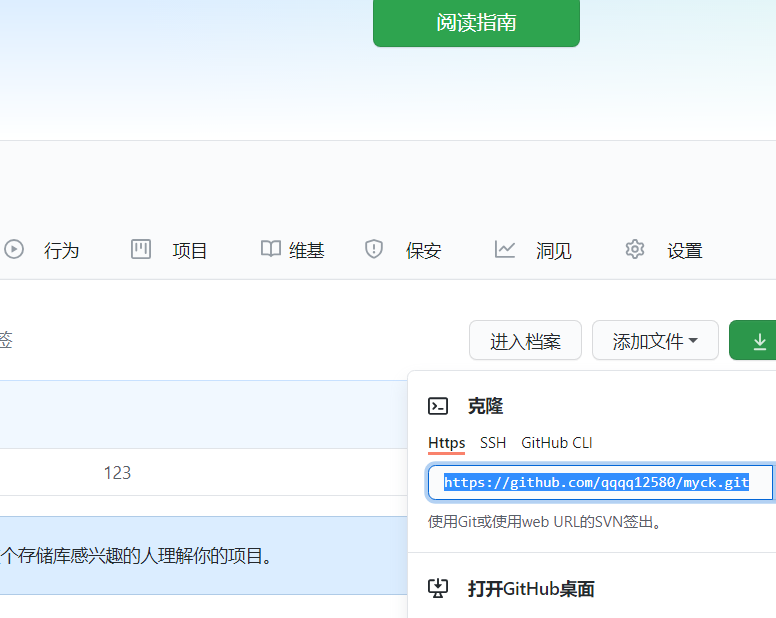 阅读指南
行为 项目 维基 保安 洞见 设置
签
进入档案 添加文件
克隆
Https SSH GitHub CLI
https://github.com/qqqq12580/myck.git
123
使用Git或使用web URL的SVN签出。
个存储库感兴趣的人理解你的项目。
打开GitHub桌面